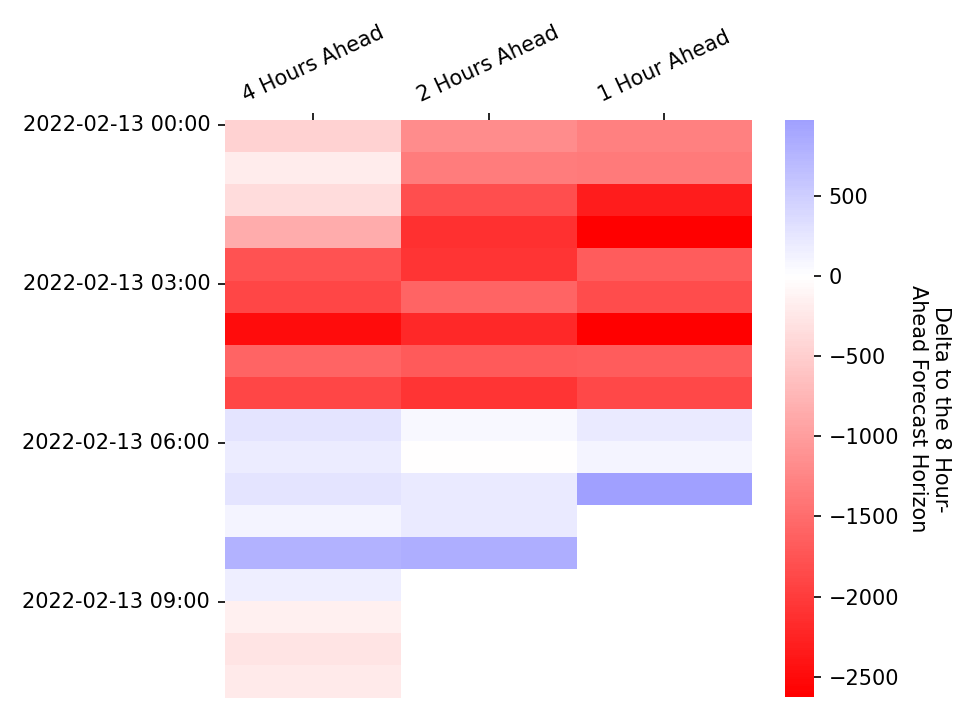 4 Hours Ahead
2 Hours Ahead
1 Hour Ahead
2022-02-13 00:00
2022-02-13 03:00
2022-02-13 06:00
2022-02-13 09:00
500
0
−500
−1000
−1500
−2000
−2500
Delta to the 8 Hour-
Ahead Forecast Horizon